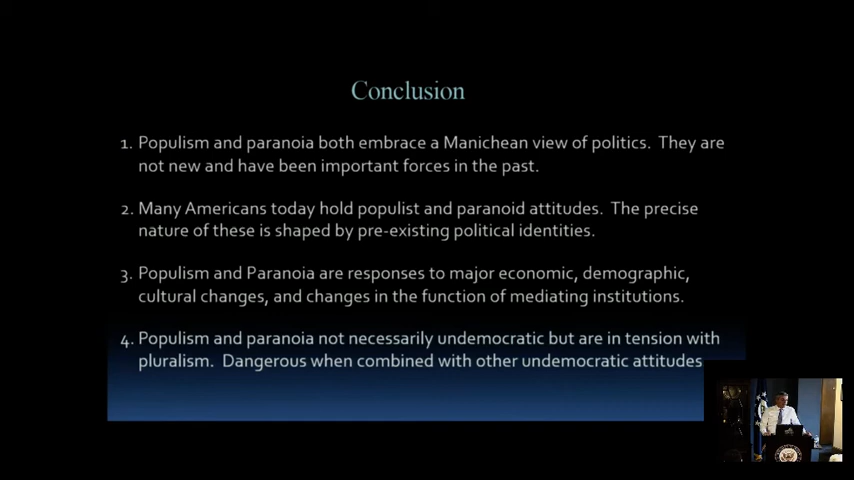 Conclusion
1. Populism and paranoia both embrace a Manichean view of politics. They are
not new and have been important forces in the past.
2. Many Americans today hold populist and paranoid attitudes. The precise
nature of these is shaped by pre-existing political identities.
3. Populism and Paranoia are responses to major economic, demographic,
cultural changes, and changes in the function of mediating institutions.
4. Populism and paranoia not necessarily undemocratic but are in tension with
pluralism. Dangerous when combined with other undemocratic attitudes